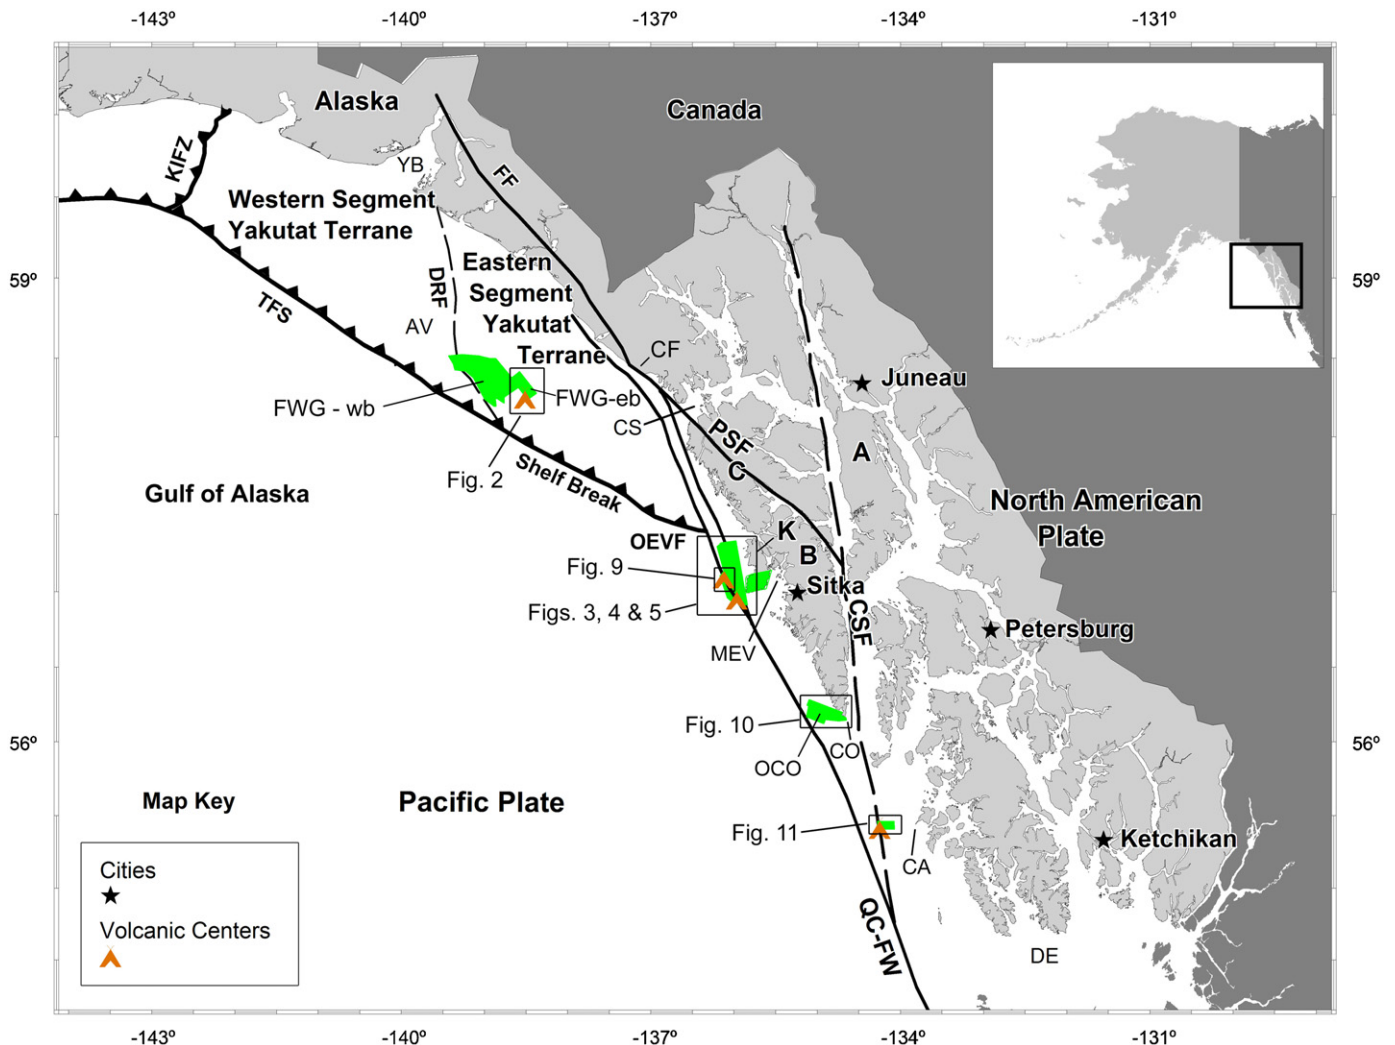 -143º
-140º
-137º
-134º
-131º
Alaska
Canada
KIFZ
YB
FF
Western Segment
Yakutat Terrane
59º
59º
Eastern
Segment
Yakutat
Terrane
DRF
TFS
AV
CF
Juneau
FWG - wb
FWG-eb
CS
PSF
C
A
Fig. 2
Shelf Break
Gulf of Alaska
North American
Plate
OEVF
K
B
Fig. 9
Sitka
Figs. 3, 4 & 5
CSF
Petersburg
MEV
Fig. 10
CO
OCO
56º
56º
Map Key
Pacific Plate
Fig. 11
Ketchikan
CA
Cities
Volcanic Centers
QC-FW
DE
-143º
-140º
-137º
-134º
-131º